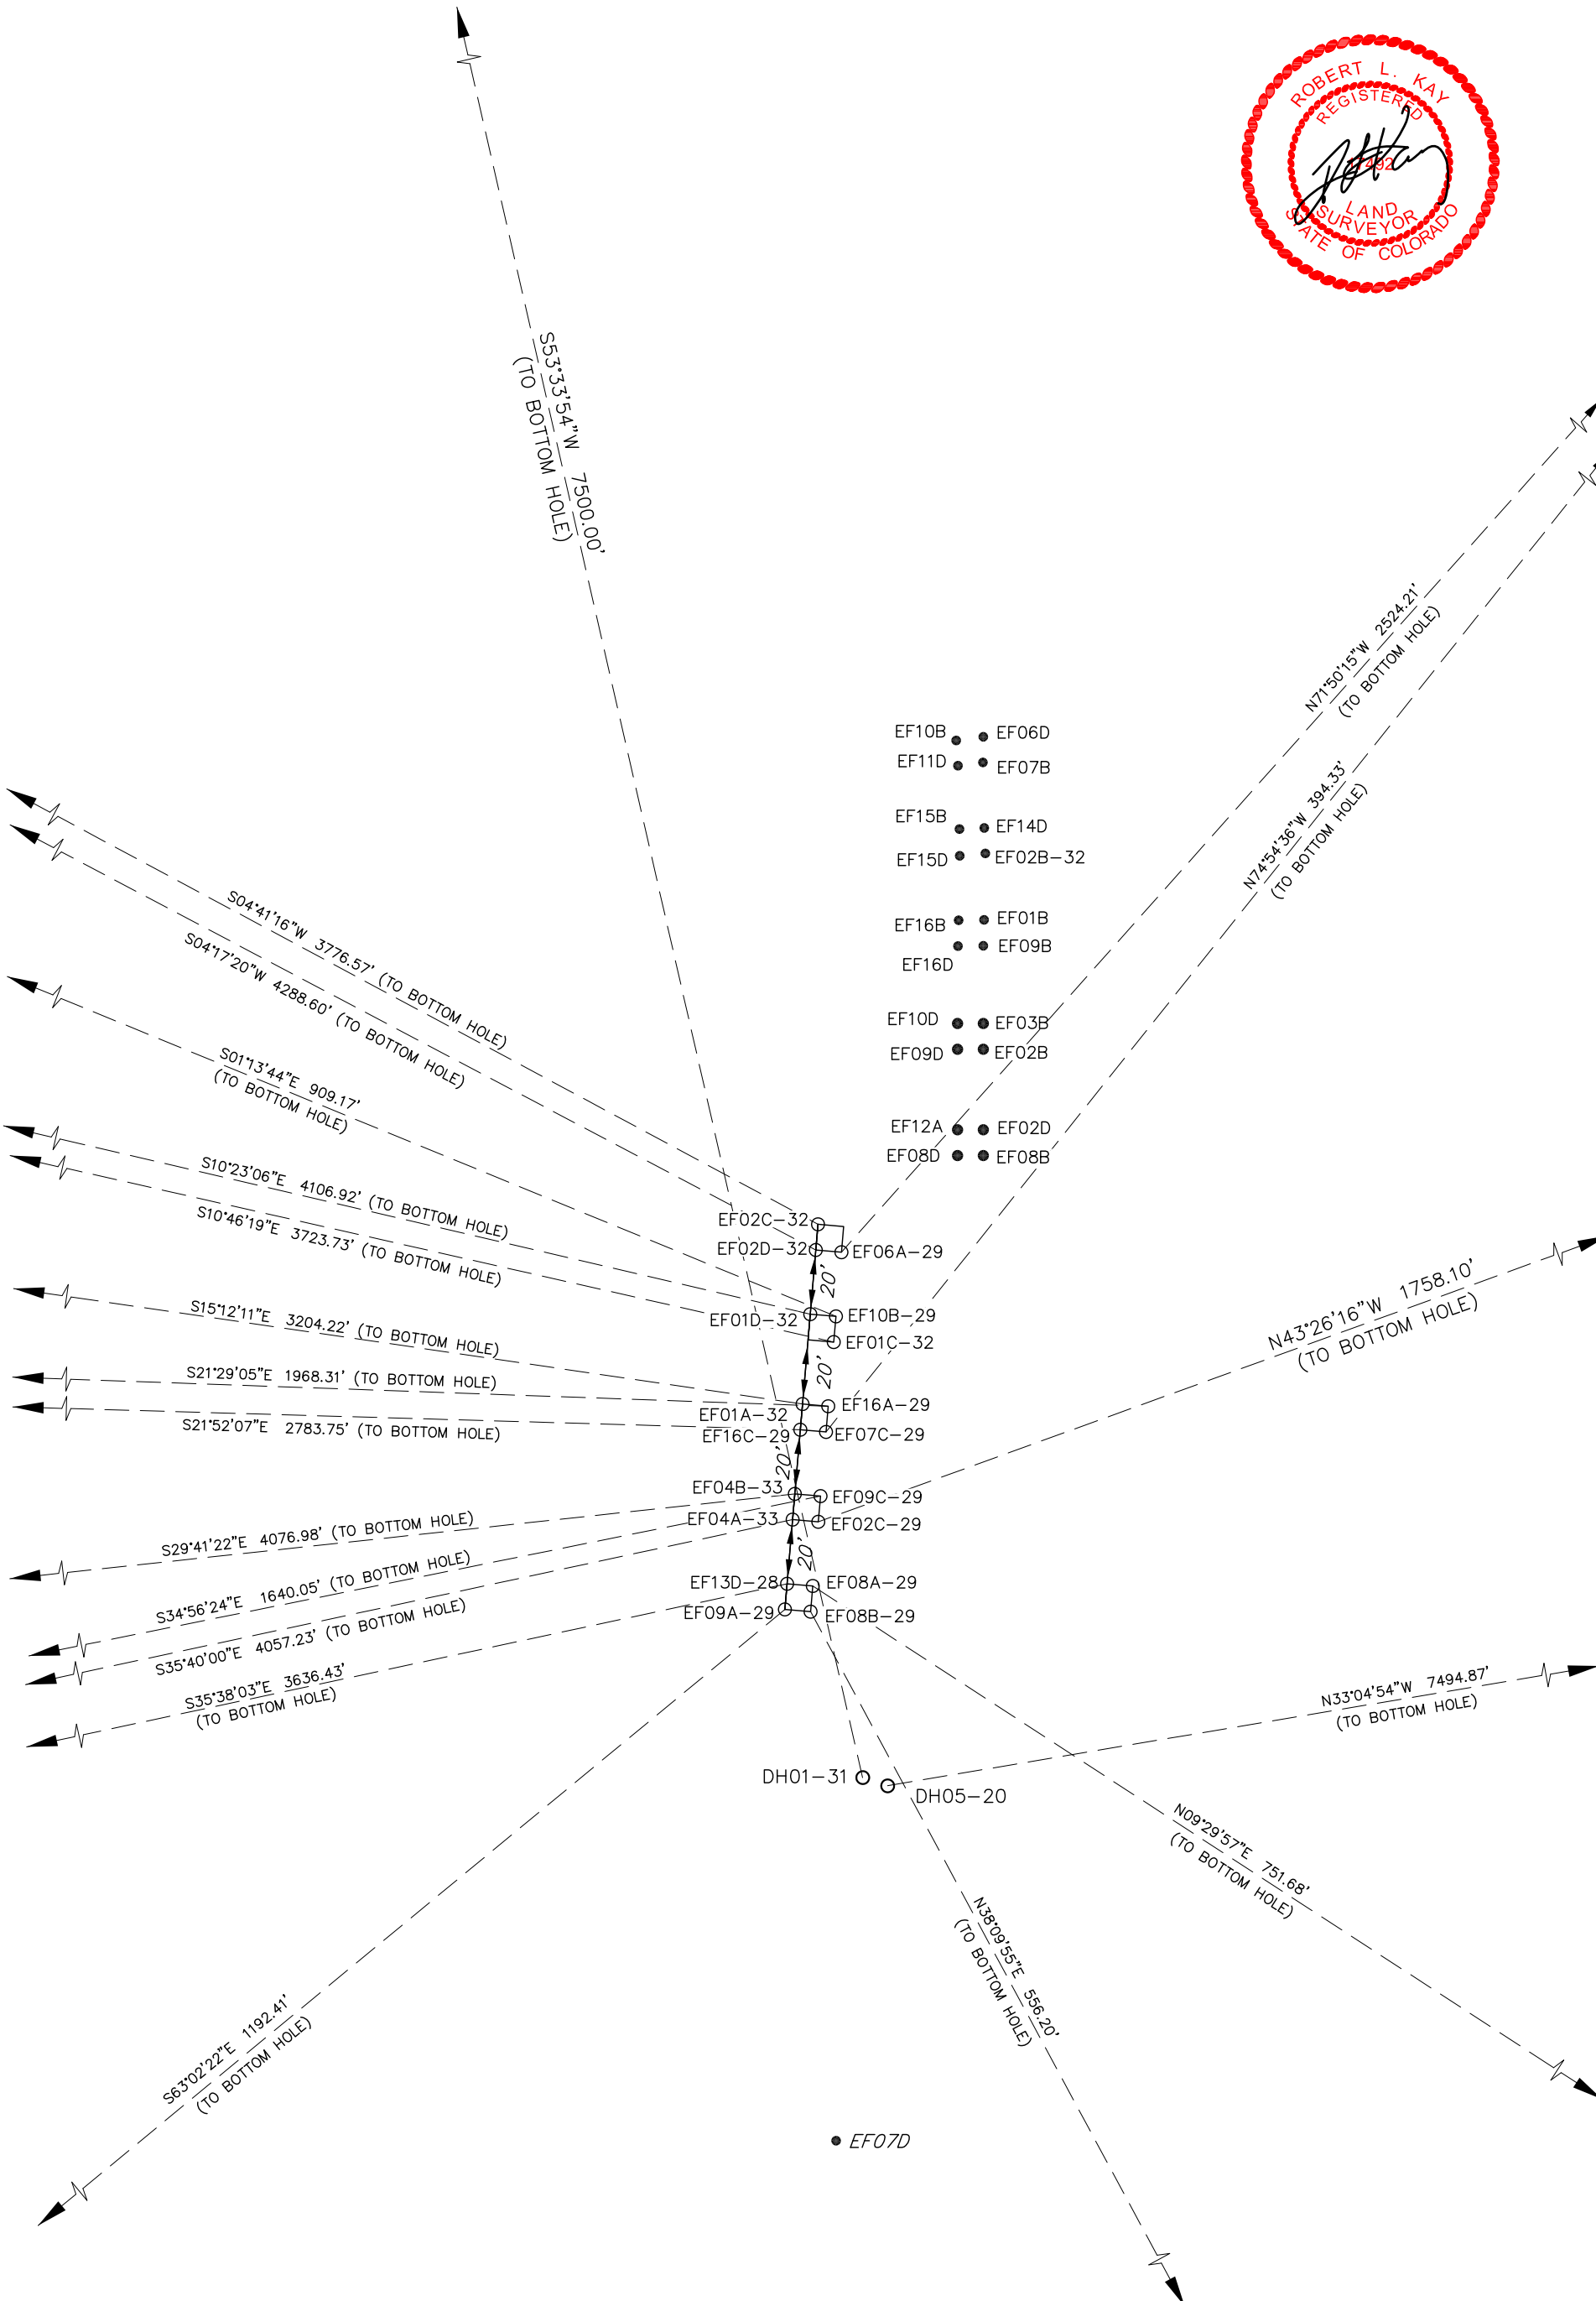 ROBERT L. KAY
REGISTERED
17492
LAND
SURVEYOR
STATE OF COLORADO
S53°33'54"W 7500.00'
(TO BOTTOM HOLE)
N71°50'15"W 2524.21'
(TO BOTTOM HOLE)
N74°54'36"W 394.33'
(TO BOTTOM HOLE)
EF10B
EF06D
EF11D
EF07B
EF15B
EF14D
EF15D
EF02B-32
EF16B
EF01B
EF16D
EF09B
EF10D
EF03B
EF09D
EF02B
EF12A
EF02D
EF08D
EF08B
S04°41'16"W 3776.57' (TO BOTTOM HOLE)
S04°17'20"W 4288.60' (TO BOTTOM HOLE)
S01°13'44"E 909.17'
(TO BOTTOM HOLE)
S10°23'06"E 4106.92' (TO BOTTOM HOLE)
S10°46'19"E 3723.73' (TO BOTTOM HOLE)
S15°12'11"E 3204.22' (TO BOTTOM HOLE)
S21°29'05"E 1968.31' (TO BOTTOM HOLE)
S21°52'07"E 2783.75' (TO BOTTOM HOLE)
EF02C-32
EF02D-32
EF06A-29
20'
EF01D-32
EF10B-29
EF01C-32
20'
EF01A-32
EF16A-29
EF16C-29
EF07C-29
20'
EF04B-33
EF09C-29
EF04A-33
EF02C-29
20'
EF13D-28
EF08A-29
EF09A-29
EF08B-29
N43°26'16"W 1758.10'
(TO BOTTOM HOLE)
S29°41'22"E 4076.98' (TO BOTTOM HOLE)
S34°56'24"E 1640.05' (TO BOTTOM HOLE)
S35°40'00"E 4057.23' (TO BOTTOM HOLE)
S35°38'03"E 3636.43'
(TO BOTTOM HOLE)
N33°04'54"W 7494.87'
(TO BOTTOM HOLE)
DH01-31
DH05-20
N09°29'57"E 751.68'
(TO BOTTOM HOLE)
N38°09'55"E 556.20'
(TO BOTTOM HOLE)
S63°02'22"E 1192.41'
(TO BOTTOM HOLE)
EF07D